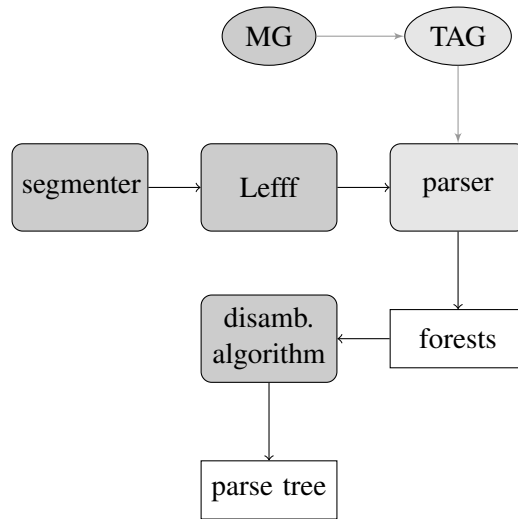 MG
TAG
segmenter
Lefff
parser
disamb.
algorithm
forests
parse tree